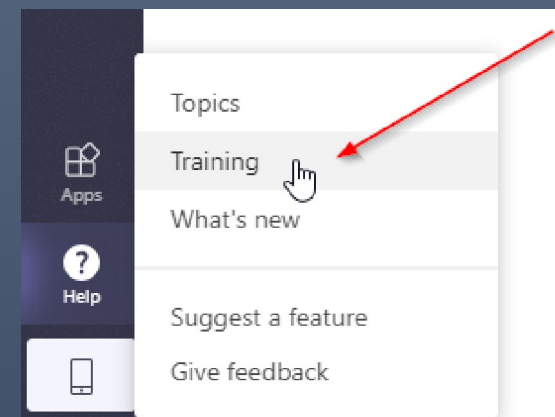 Topics
Training
What's new
Suggest a feature
Give feedback
Apps
?
Help